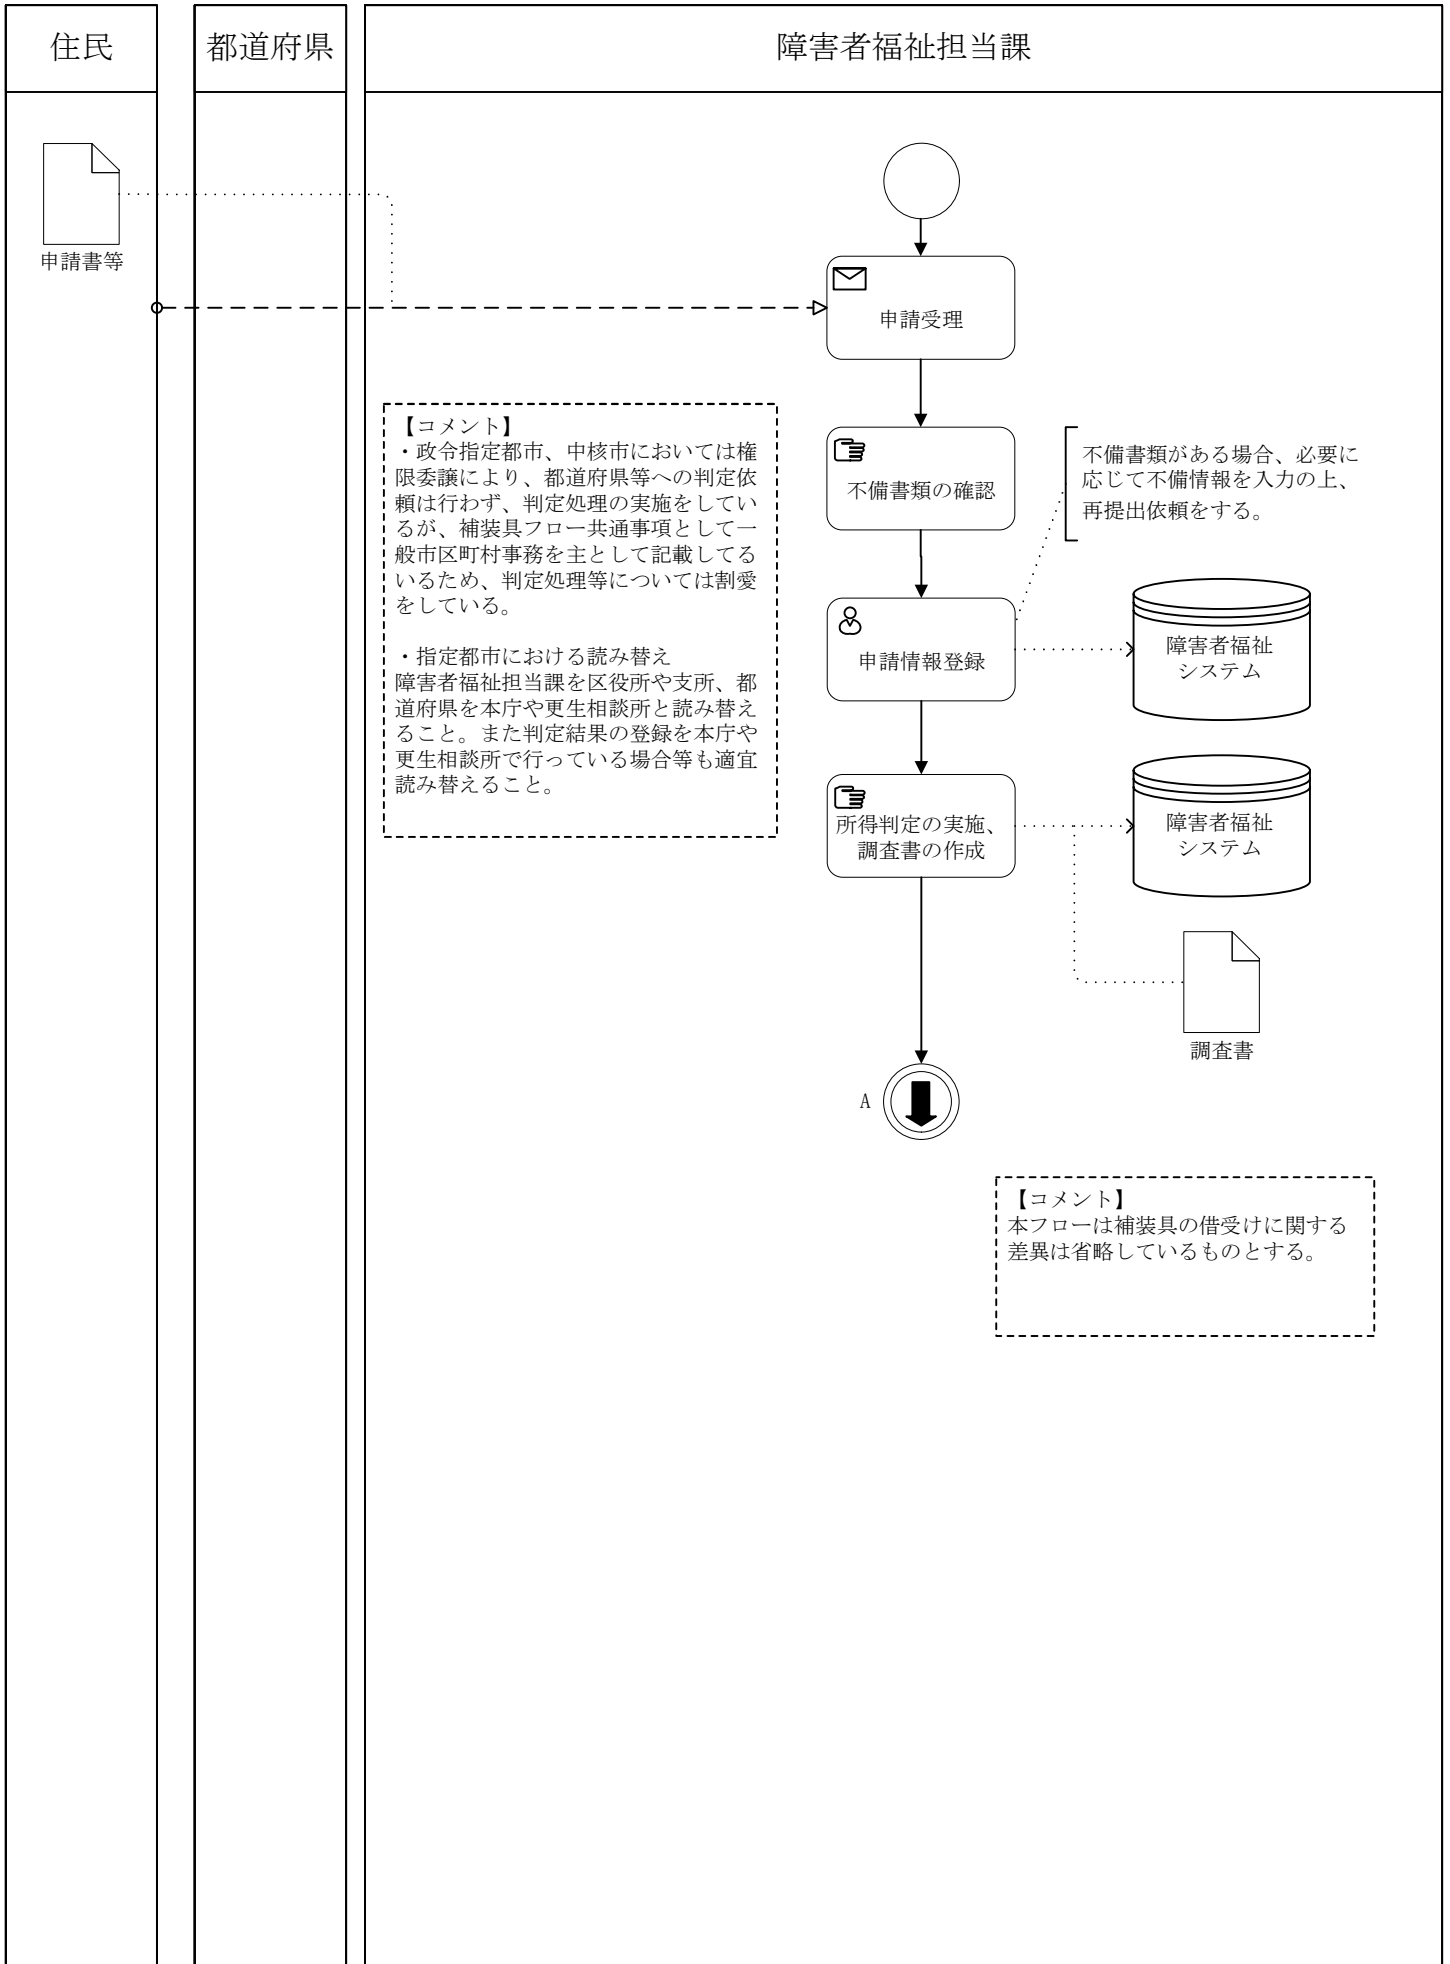 住民
都道府県
障害者福祉担当課
申請書等
申請受理
【コメント】
・政令指定都市、中核市においては権
限委譲により、都道府県等への判定依
頼は行わず、判定処理の実施をしてい
るが、補装具フロー共通事項として一
般市区町村事務を主として記載してる
いるため、判定処理等については割愛
をしている。
・指定都市における読み替え
障害者福祉担当課を区役所や支所、都
道府県を本庁や更生相談所と読み替え
ること。また判定結果の登録を本庁や
更生相談所で行っている場合等も適宜
読み替えること。
不備書類の確認
不備書類がある場合、必要に
応じて不備情報を入力の上、
再提出依頼をする。
申請情報登録
障害者福祉
システム
所得判定の実施、
調査書の作成
障害者福祉
システム
調査書
A
【コメント】
本フローは補装具の借受けに関する
差異は省略しているものとする。